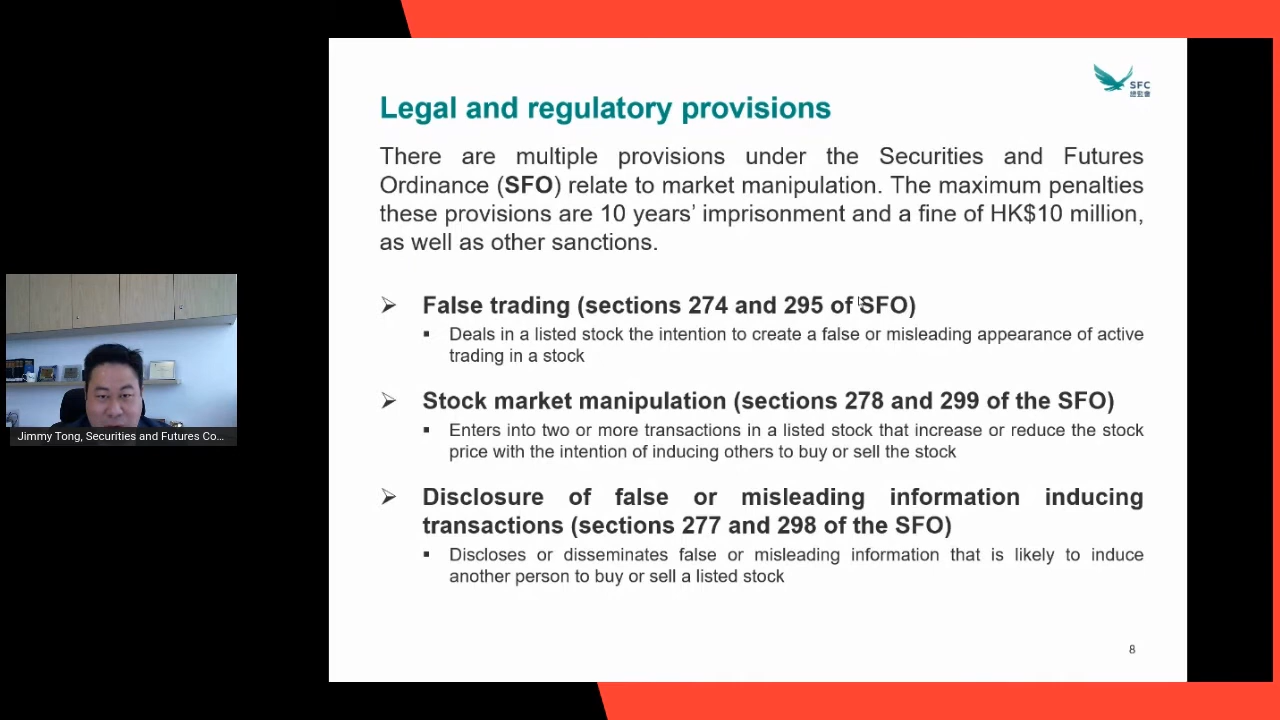 SFC
證監會
Legal and regulatory provisions
There are multiple provisions under the Securities and Futures
Ordinance (SFO) relate to market manipulation. The maximum penalties
these provisions are 10 years' imprisonment and a fine of HK$10 million,
as well as other sanctions.
➢ False trading (sections 274 and 295 of SFO)
▪ Deals in a listed stock the intention to create a false or misleading appearance of active
trading in a stock
➢ Stock market manipulation (sections 278 and 299 of the SFO)
▪ Enters into two or more transactions in a listed stock that increase or reduce the stock
price with the intention of inducing others to buy or sell the stock
➢ Disclosure of false or misleading information inducing
transactions (sections 277 and 298 of the SFO)
▪ Discloses or disseminates false or misleading information that is likely to induce
another person to buy or sell a listed stock
8
Jimmy Tong, Securities and Futures Co...